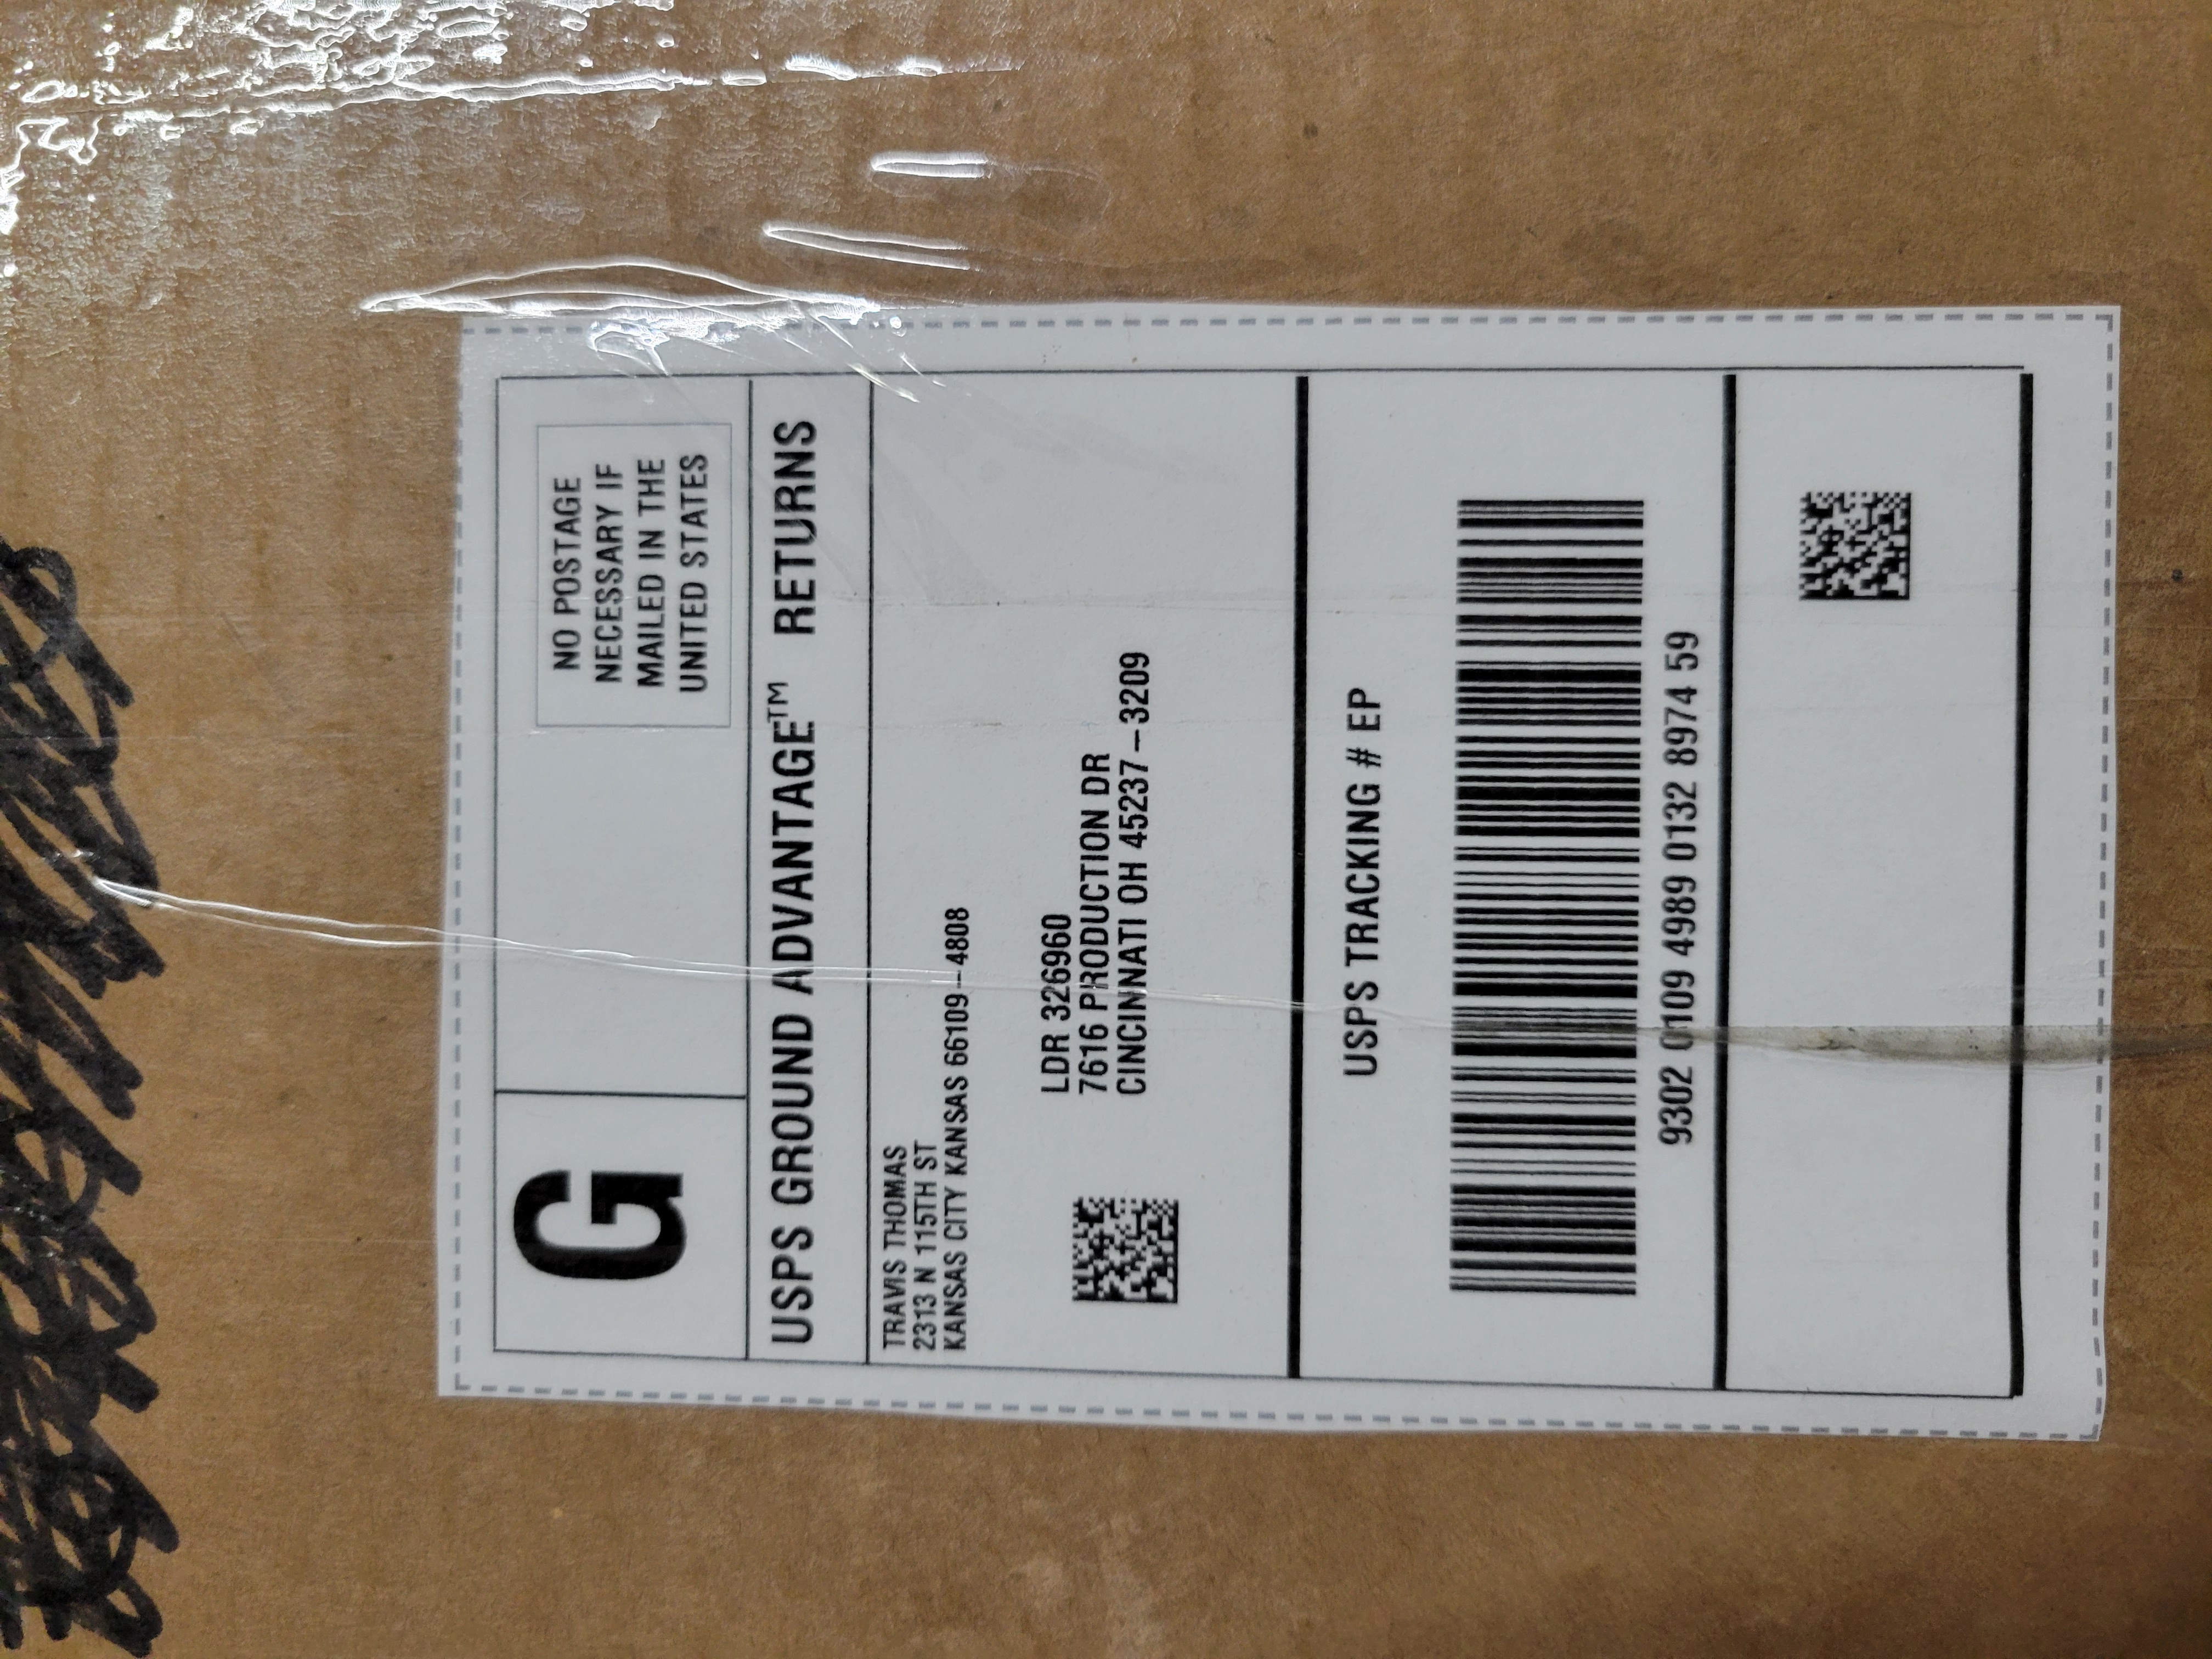 G
NO POSTAGE
NECESSARY IF
MAILED IN THE
UNITED STATES
USPS GROUND ADVANTAGE™ RETURNS
TRAVIS THOMAS
2313 N 115TH ST
KANSAS CITY KANSAS 66109-4808
LDR 326960
7616 PRODUCTION DR
CINCINNATI OH 45237-3209
USPS TRACKING # EP
9302 0109 4989 0132 8974 59